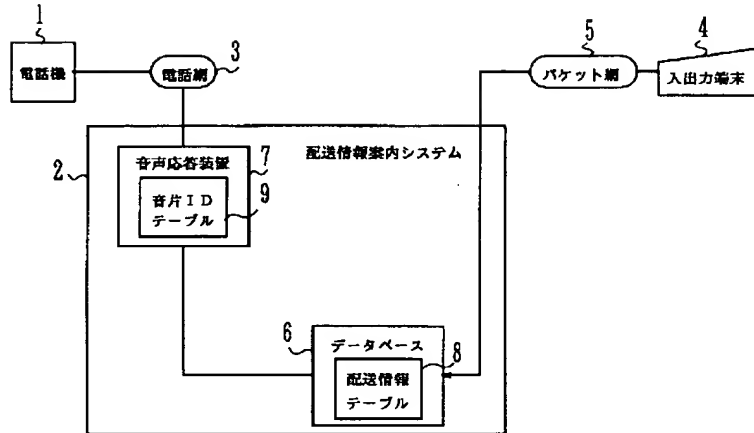 1
電話機
電話網
3
5
パケット網
4
入出力端末
2
音声応答装置
7
配送情報案内システム
音片ID
テーブル
9
6
データベース
8
配送情報
テーブル